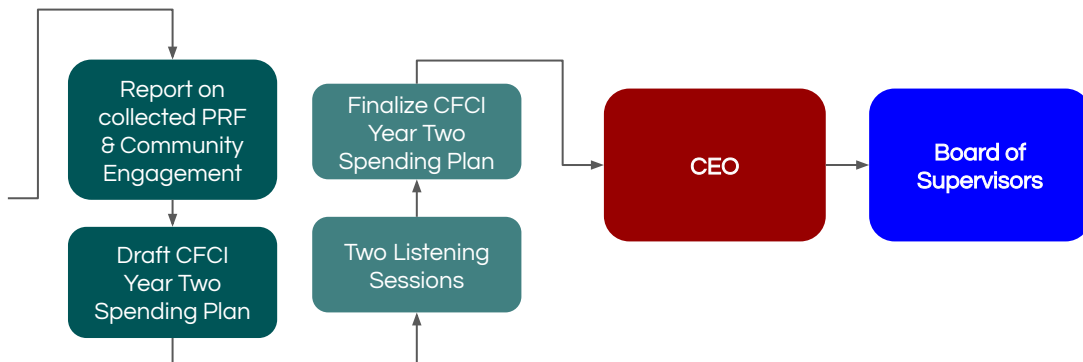 Report on
collected PRF
& Community
Engagement
Draft CFCI
Year Two
Spending Plan
Two Listening
Sessions
Finalize CFCI
Year Two
Spending Plan
CEO
Board of
Supervisors